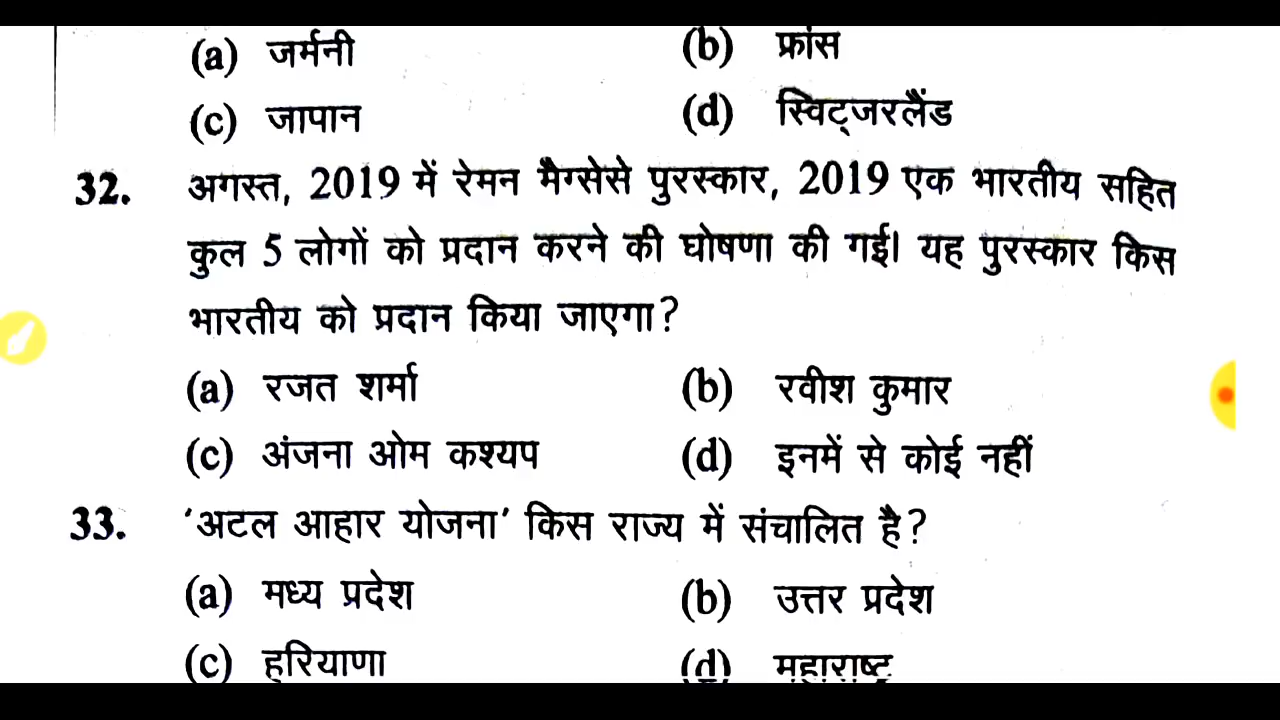 (a) जर्मनी (b) फ्रांस
(c) जापान (d) स्विट्जरलैंड
32. अगस्त, 2019 में रेमन मैग्सेसे पुरस्कार, 2019 एक भारतीय सहित
कुल 5 लोगों को प्रदान करने की घोषणा की गई। यह पुरस्कार किस
भारतीय को प्रदान किया जाएगा?
(a) रजत शर्मा (b) रवीश कुमार
(c) अंजना ओम कश्यप (d) इनमें से कोई नहीं
33. 'अटल आहार योजना' किस राज्य में संचालित है?
(a) मध्य प्रदेश (b) उत्तर प्रदेश
(c) हरियाणा (d) महाराष्ट्र